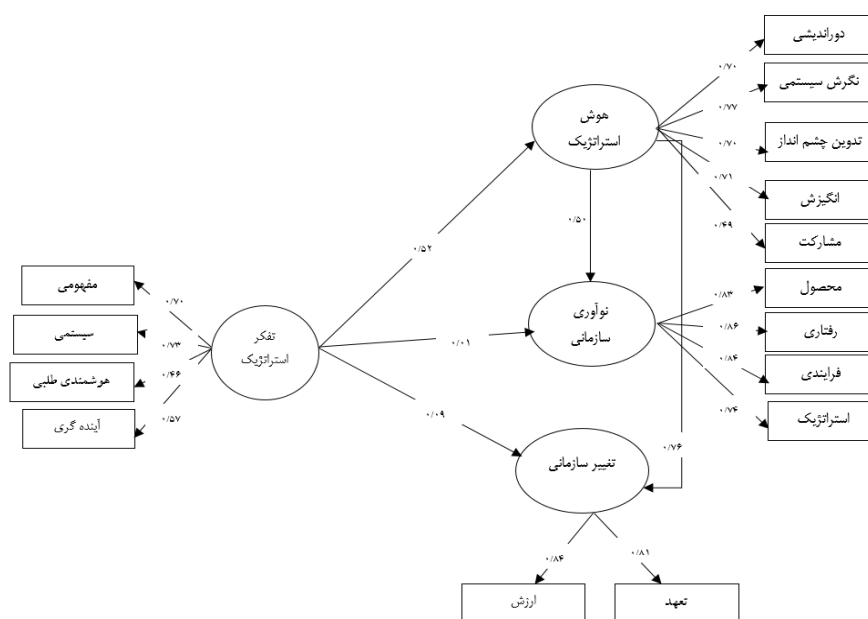 دوراندیشی
۰/۷۰
نگرش سیستمی
۰/۷۷
هوش
استراتژیک
تدوین چشم انداز
۰/۷۰
انگیزش
۰/۷۱
مشارکت
۰/۴۹
۰/۵۰
۰/۵۲
محصول
۰/۸۳
نوآوری
سازمانی
رفتاری
۰/۸۶
فرایندی
۰/۸۴
استراتژیک
۰/۷۴
تفکر
استراتژیک
مفهومی
۰/۷۰
سیستمی
۰/۷۳
هوشمندی طلبی
۰/۴۶
آینده گری
۰/۵۷
۰/۰۱
۰/۰۹
۰/۷۶
تغییر سازمانی
۰/۸۱
۰/۸۴
تعهد
ارزش